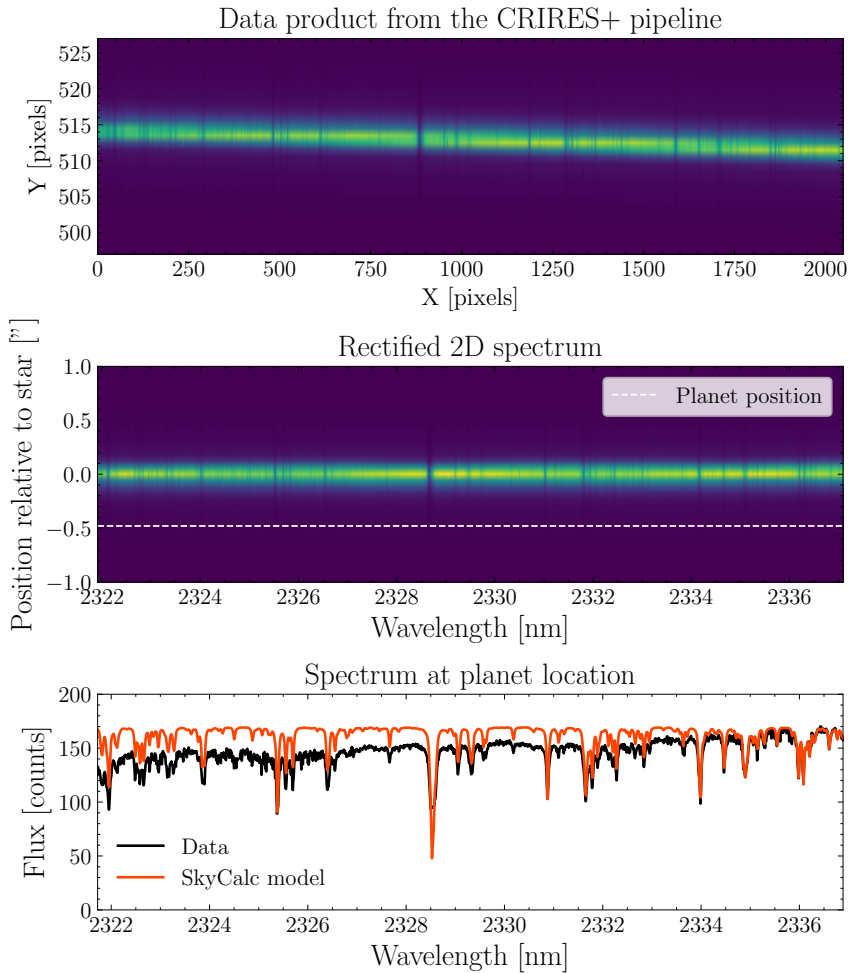 Data product from the CRIRES+ pipeline
525
520
515
510
505
500
Y [pixels]
0 250 500 750 1000 1250 1500 1750 2000
X [pixels]
Rectified 2D spectrum
1.0
0.5
0.0
−0.5
−1.0
Position relative to star [”]
Planet position
2322 2324 2326 2328 2330 2332 2334 2336
Wavelength [nm]
Spectrum at planet location
200
150
100
50
0
Flux [counts]
Data
SkyCalc model
2322 2324 2326 2328 2330 2332 2334 2336
Wavelength [nm]